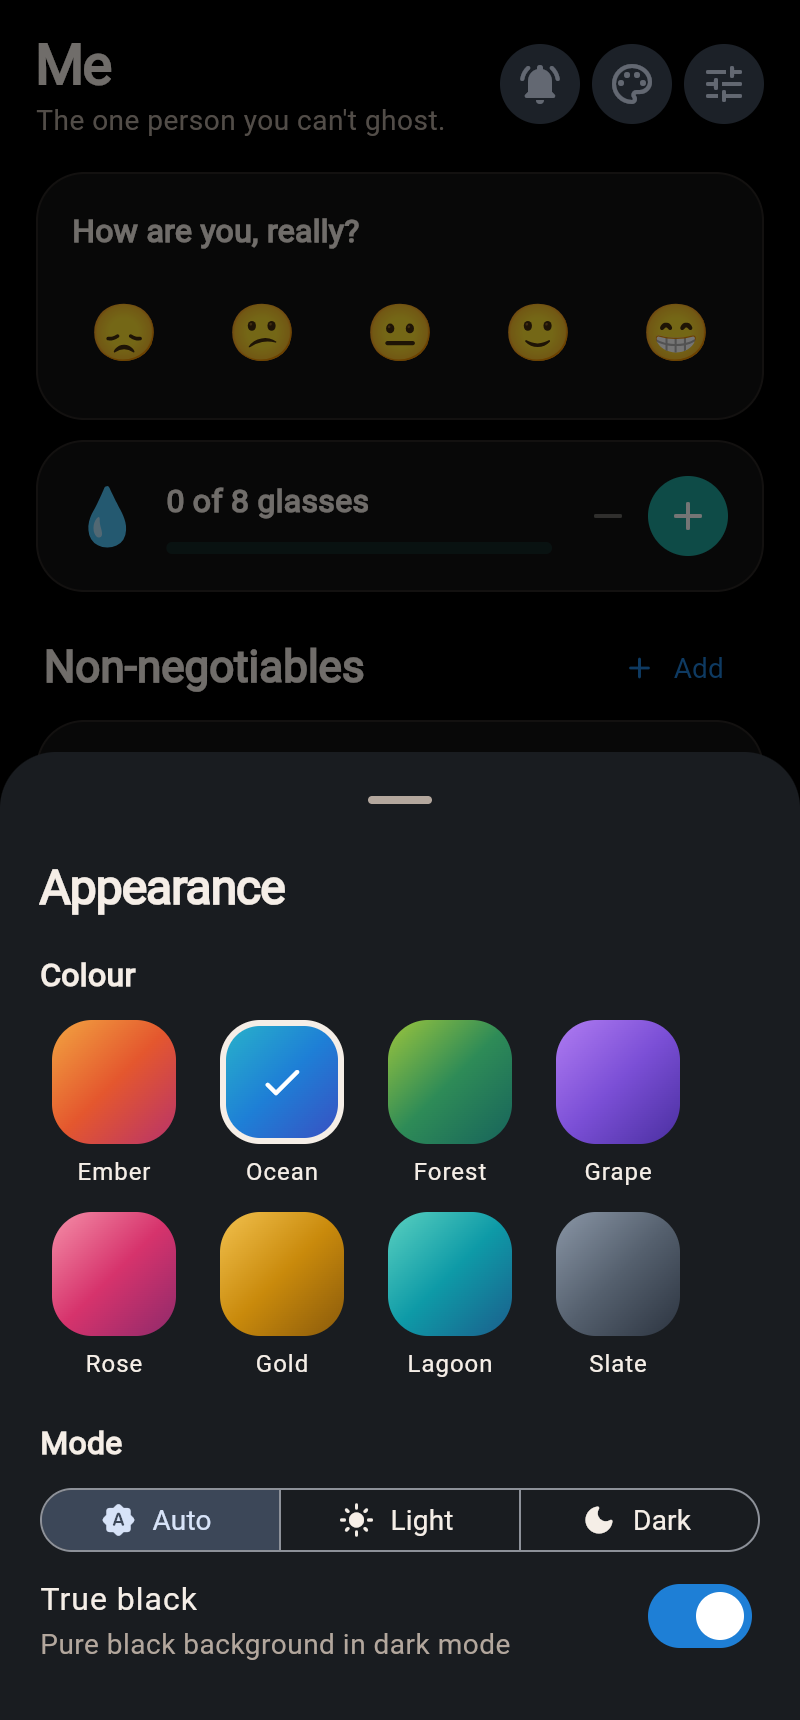 Me
The one person you can't ghost.
How are you, really?
0 of 8 glasses
Non-negotiables
Add
Appearance
Colour
Ember
Ocean
Forest
Grape
Rose
Gold
Lagoon
Slate
Mode
A Auto
Light
Dark
True black
Pure black background in dark mode